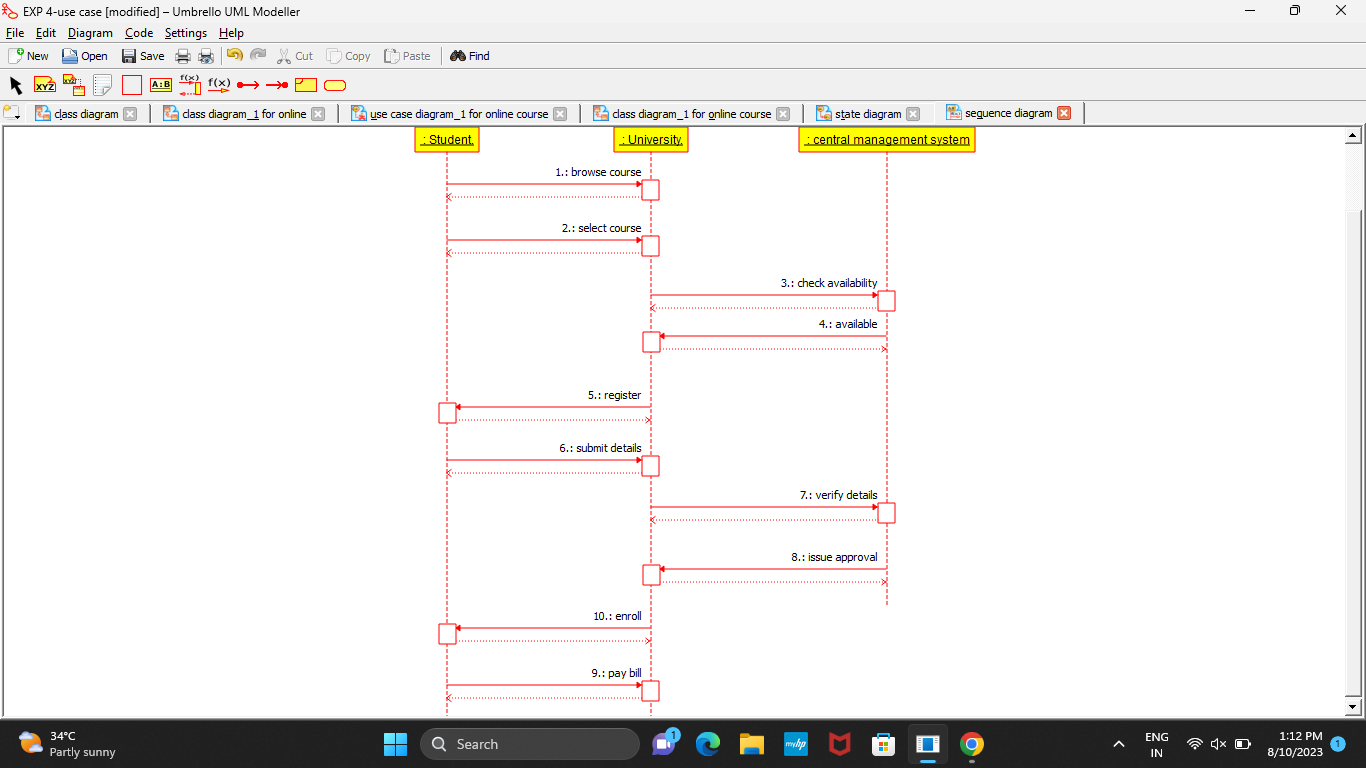 EXP 4-use case [modified] – Umbrello UML Modeller
File Edit Diagram Code Settings Help
New Open Save Cut Copy Paste Find
XYZ XYZ A:B f(x) f(x)
class diagram class diagram_1 for online use case diagram_1 for online course class diagram_1 for online course state diagram sequence diagram
: Student. : University. : central management system
1.: browse course
2.: select course
3.: check availability
4.: available
5.: register
6.: submit details
7.: verify details
8.: issue approval
10.: enroll
9.: pay bill
34°C
Partly sunny
Search
1
myhp
ENG
IN
1:12 PM
8/10/2023
1